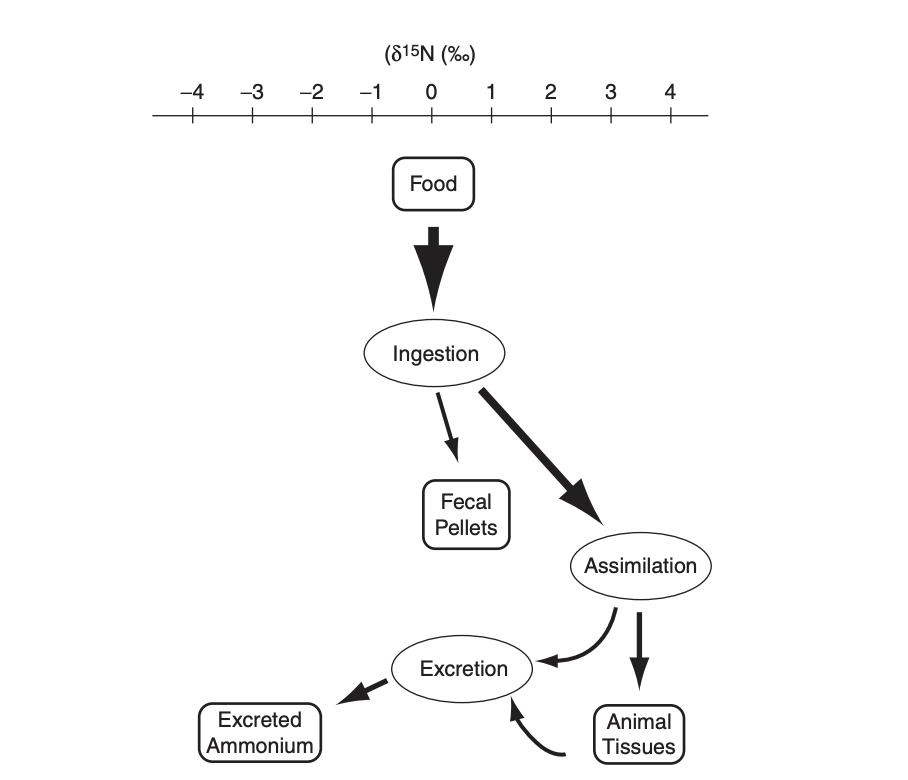 (δ15N (‰)
–4 –3 –2 –1 0 1 2 3 4
Food
Ingestion
Fecal
Pellets
Assimilation
Excretion
Excreted
Ammonium
Animal
Tissues